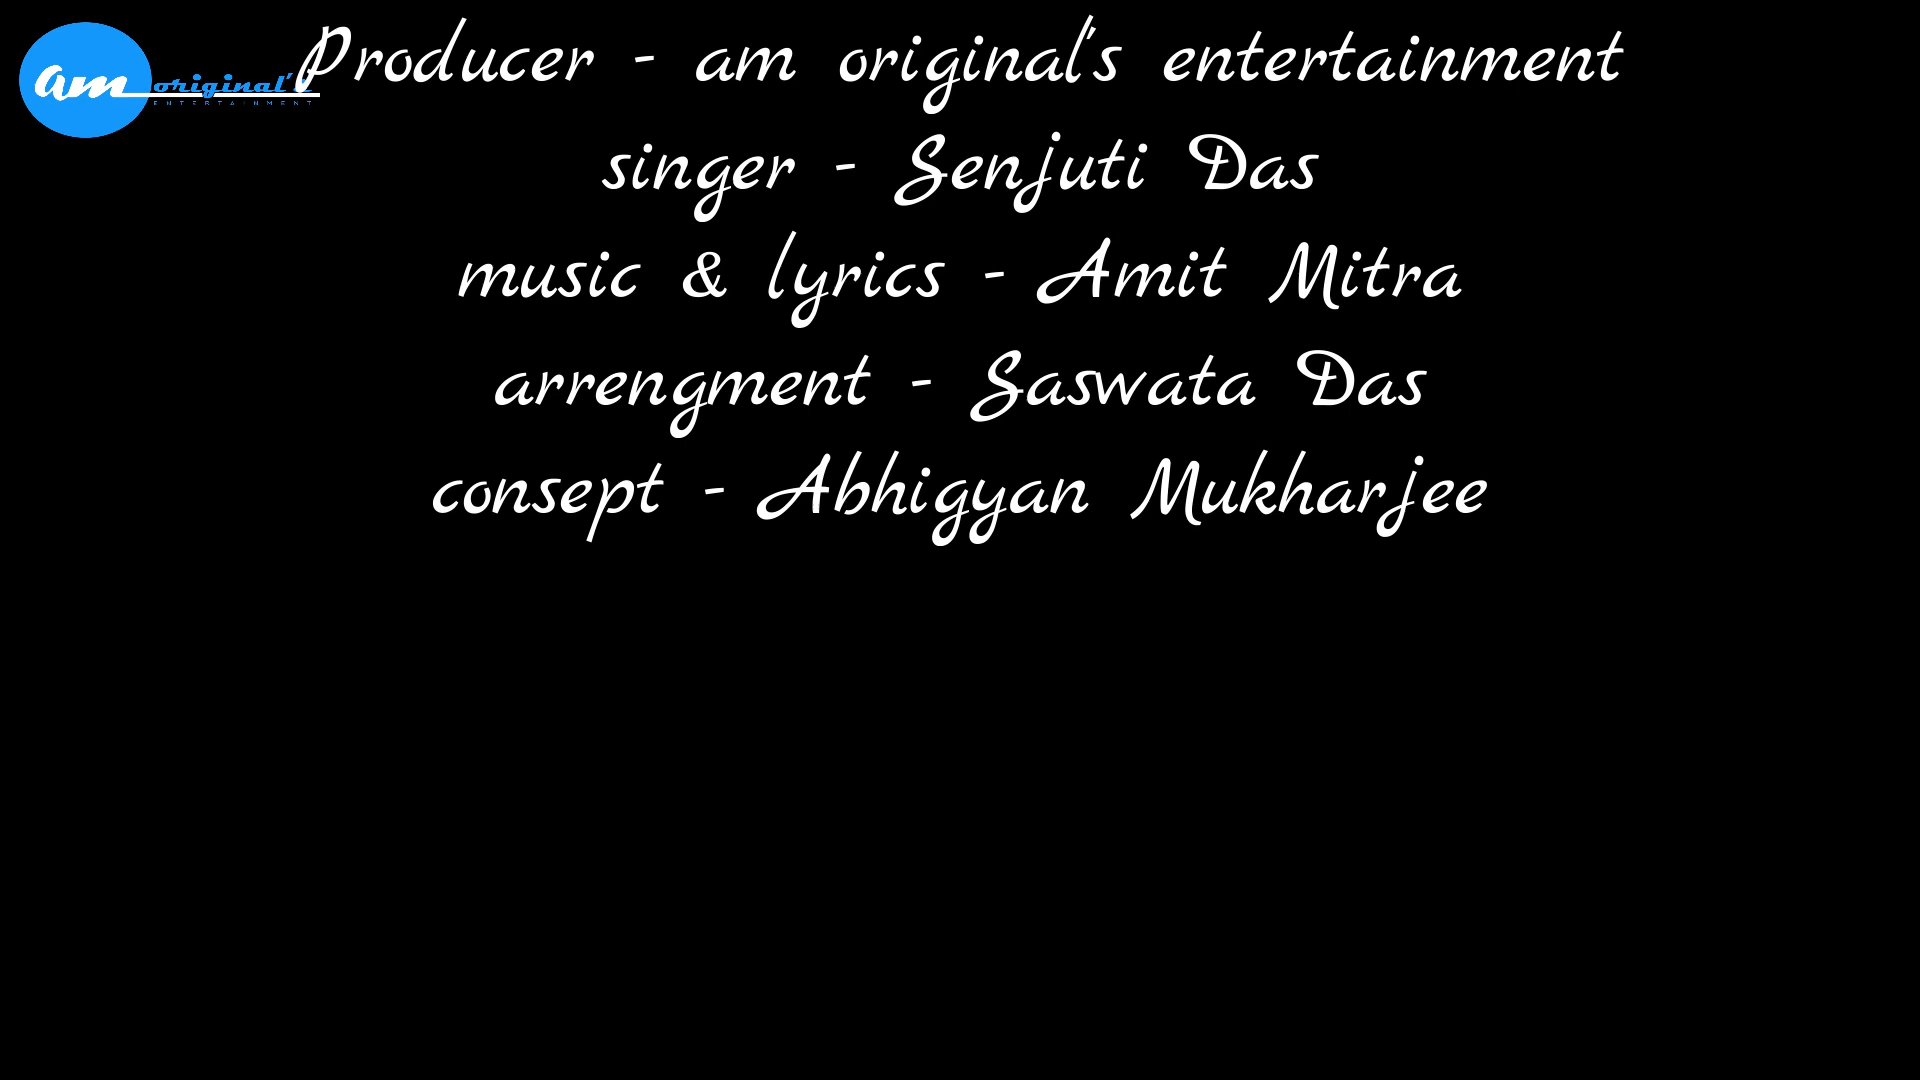 am original's
ENTERTAINMENT
Producer - am original's entertainment
singer - Senjuti Das
music & lyrics - Amit Mitra
arrengment - Saswata Das
consept - Abhigyan Mukharjee